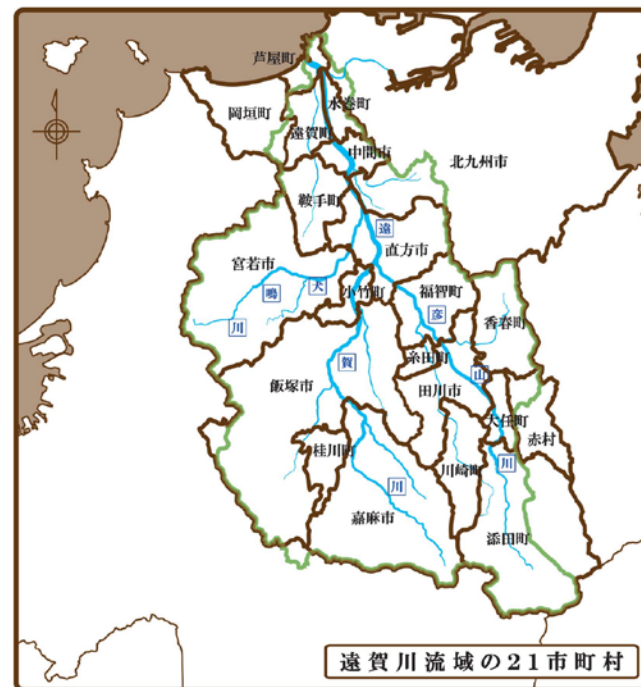 芦屋町
水巻町
岡垣町
遠賀町
中間市
北九州市
鞍手町
遠
直方市
宮若市
犬
鳴
川
小竹町
福智町
彦
香春町
賀
糸田町
山
飯塚市
田川市
大任町
赤村
桂川町
川崎町
川
川
嘉麻市
添田町
遠賀川流域の21市町村